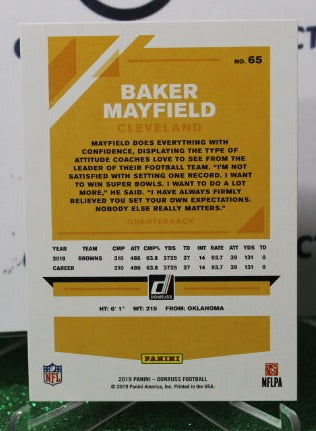 NO. 65
BAKER
MAYFIELD
CLEVELAND
MAYFIELD DOES EVERYTHING WITH
CONFIDENCE, DISPLAYING THE TYPE OF
ATTITUDE COACHES LOVE TO SEE FROM THE
LEADER OF THEIR FOOTBALL TEAM. "I'M NOT
SATISFIED WITH SETTING ONE RECORD. I WANT
TO WIN SUPER BOWLS. I WANT TO DO A LOT
MORE," HE SAID. "I HAVE ALWAYS FIRMLY
BELIEVED YOU SET YOUR OWN EXPECTATIONS.
NOBODY ELSE REALLY MATTERS."
QUARTERBACK
YEAR TEAM CMP ATT CMP% YDS TD INT RATE ATT YDS TD
2018 BROWNS 310 486 63.8 3725 27 14 93.7 39 131 0
CAREER 310 486 63.8 3725 27 14 93.7 39 131 0
DONRUSS
HT: 6' 1" WT: 215 FROM: OKLAHOMA
PANINI
NFL
NFLPA
2019 PANINI - DONRUSS FOOTBALL
© 2019 Panini America, Inc. Printed in the USA.